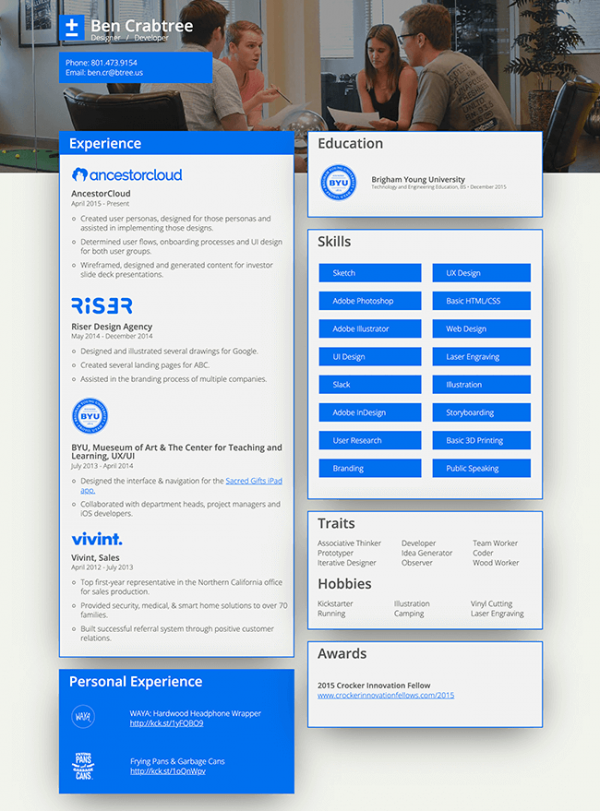 Ben Crabtree
Designer / Developer
Phone: 801.473.9154
Email: ben.cr@btree.us
Experience
ancestorcloud
AncestorCloud
April 2015 - Present
Created user personas, designed for those personas and
assisted in implementing those designs.
Determined user flows, onboarding processes and UI design
for both user groups.
Wireframed, designed and generated content for investor
slide deck presentations.
RISER
Riser Design Agency
May 2014 - December 2014
Designed and illustrated several drawings for Google.
Created several landing pages for ABC.
Assisted in the branding process of multiple companies.
BYU
BYU, Mueseum of Art & The Center for Teaching and
Learning, UX/UI
July 2013 - April 2014
Designed the interface & navigation for the Sacred Gifts iPad
app.
Collaborated with department heads, project managers and
iOS developers.
vivint.
Vivint, Sales
April 2012 - July 2013
Top first-year representative in the Northern California office
for sales production.
Provided security, medical, & smart home solutions to over 70
families.
Built successful referral system through positive customer
relations.
Personal Experience
WAYA
WAYA: Hardwood Headphone Wrapper
http://kck.st/1yFOBO9
FRYING PANS and GARBAGE CANS
Frying Pans & Garbage Cans
http://kck.st/1oOnWpv
Education
BYU
Brigham Young University
Technology and Engineering Education, BS - December 2015
Skills
Sketch
UX Design
Adobe Photoshop
Basic HTML/CSS
Adobe Illustrator
Web Design
UI Design
Laser Engraving
Slack
Illustration
Adobe InDesign
Storyboarding
User Research
Basic 3D Printing
Branding
Public Speaking
Traits
Associative Thinker Developer Team Worker
Prototyper Idea Generator Coder
Iterative Designer Observer Wood Worker
Hobbies
Kickstarter Illustration Vinyl Cutting
Running Camping Laser Engraving
Awards
2015 Crocker Innovation Fellow
www.crockerinnovationfellows.com/2015